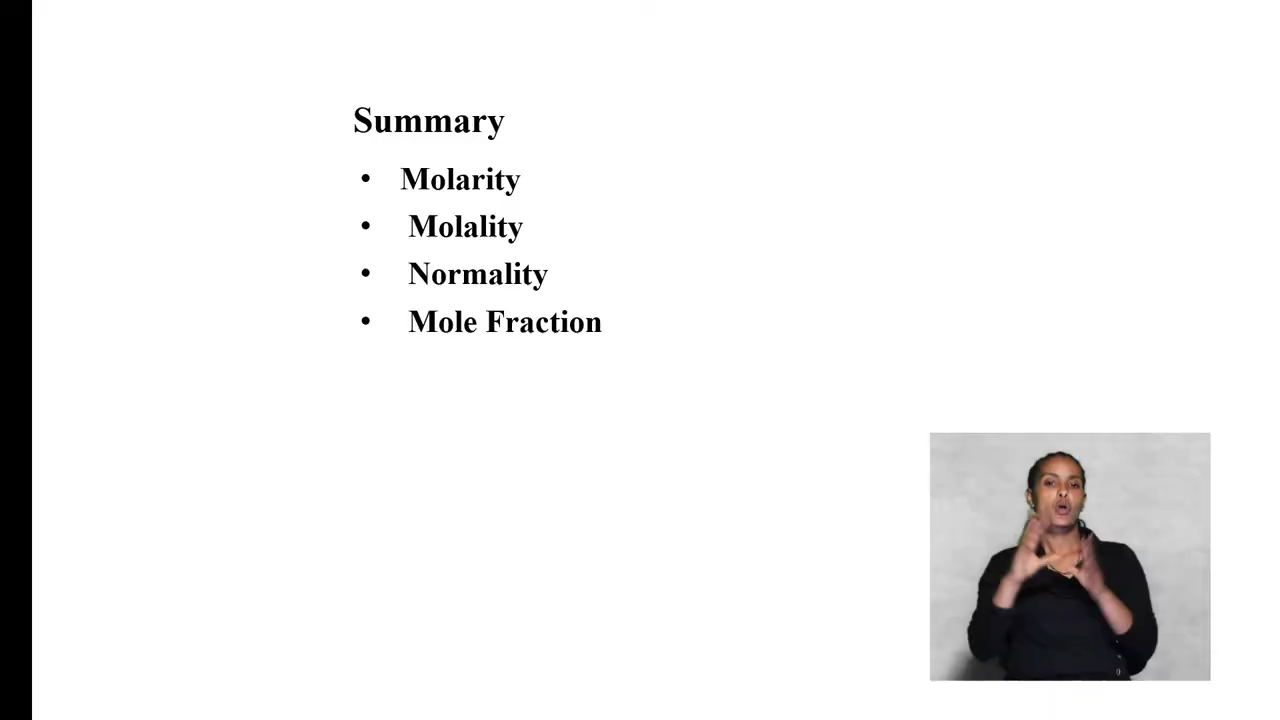 Summary
• Molarity
• Molality
• Normality
• Mole Fraction